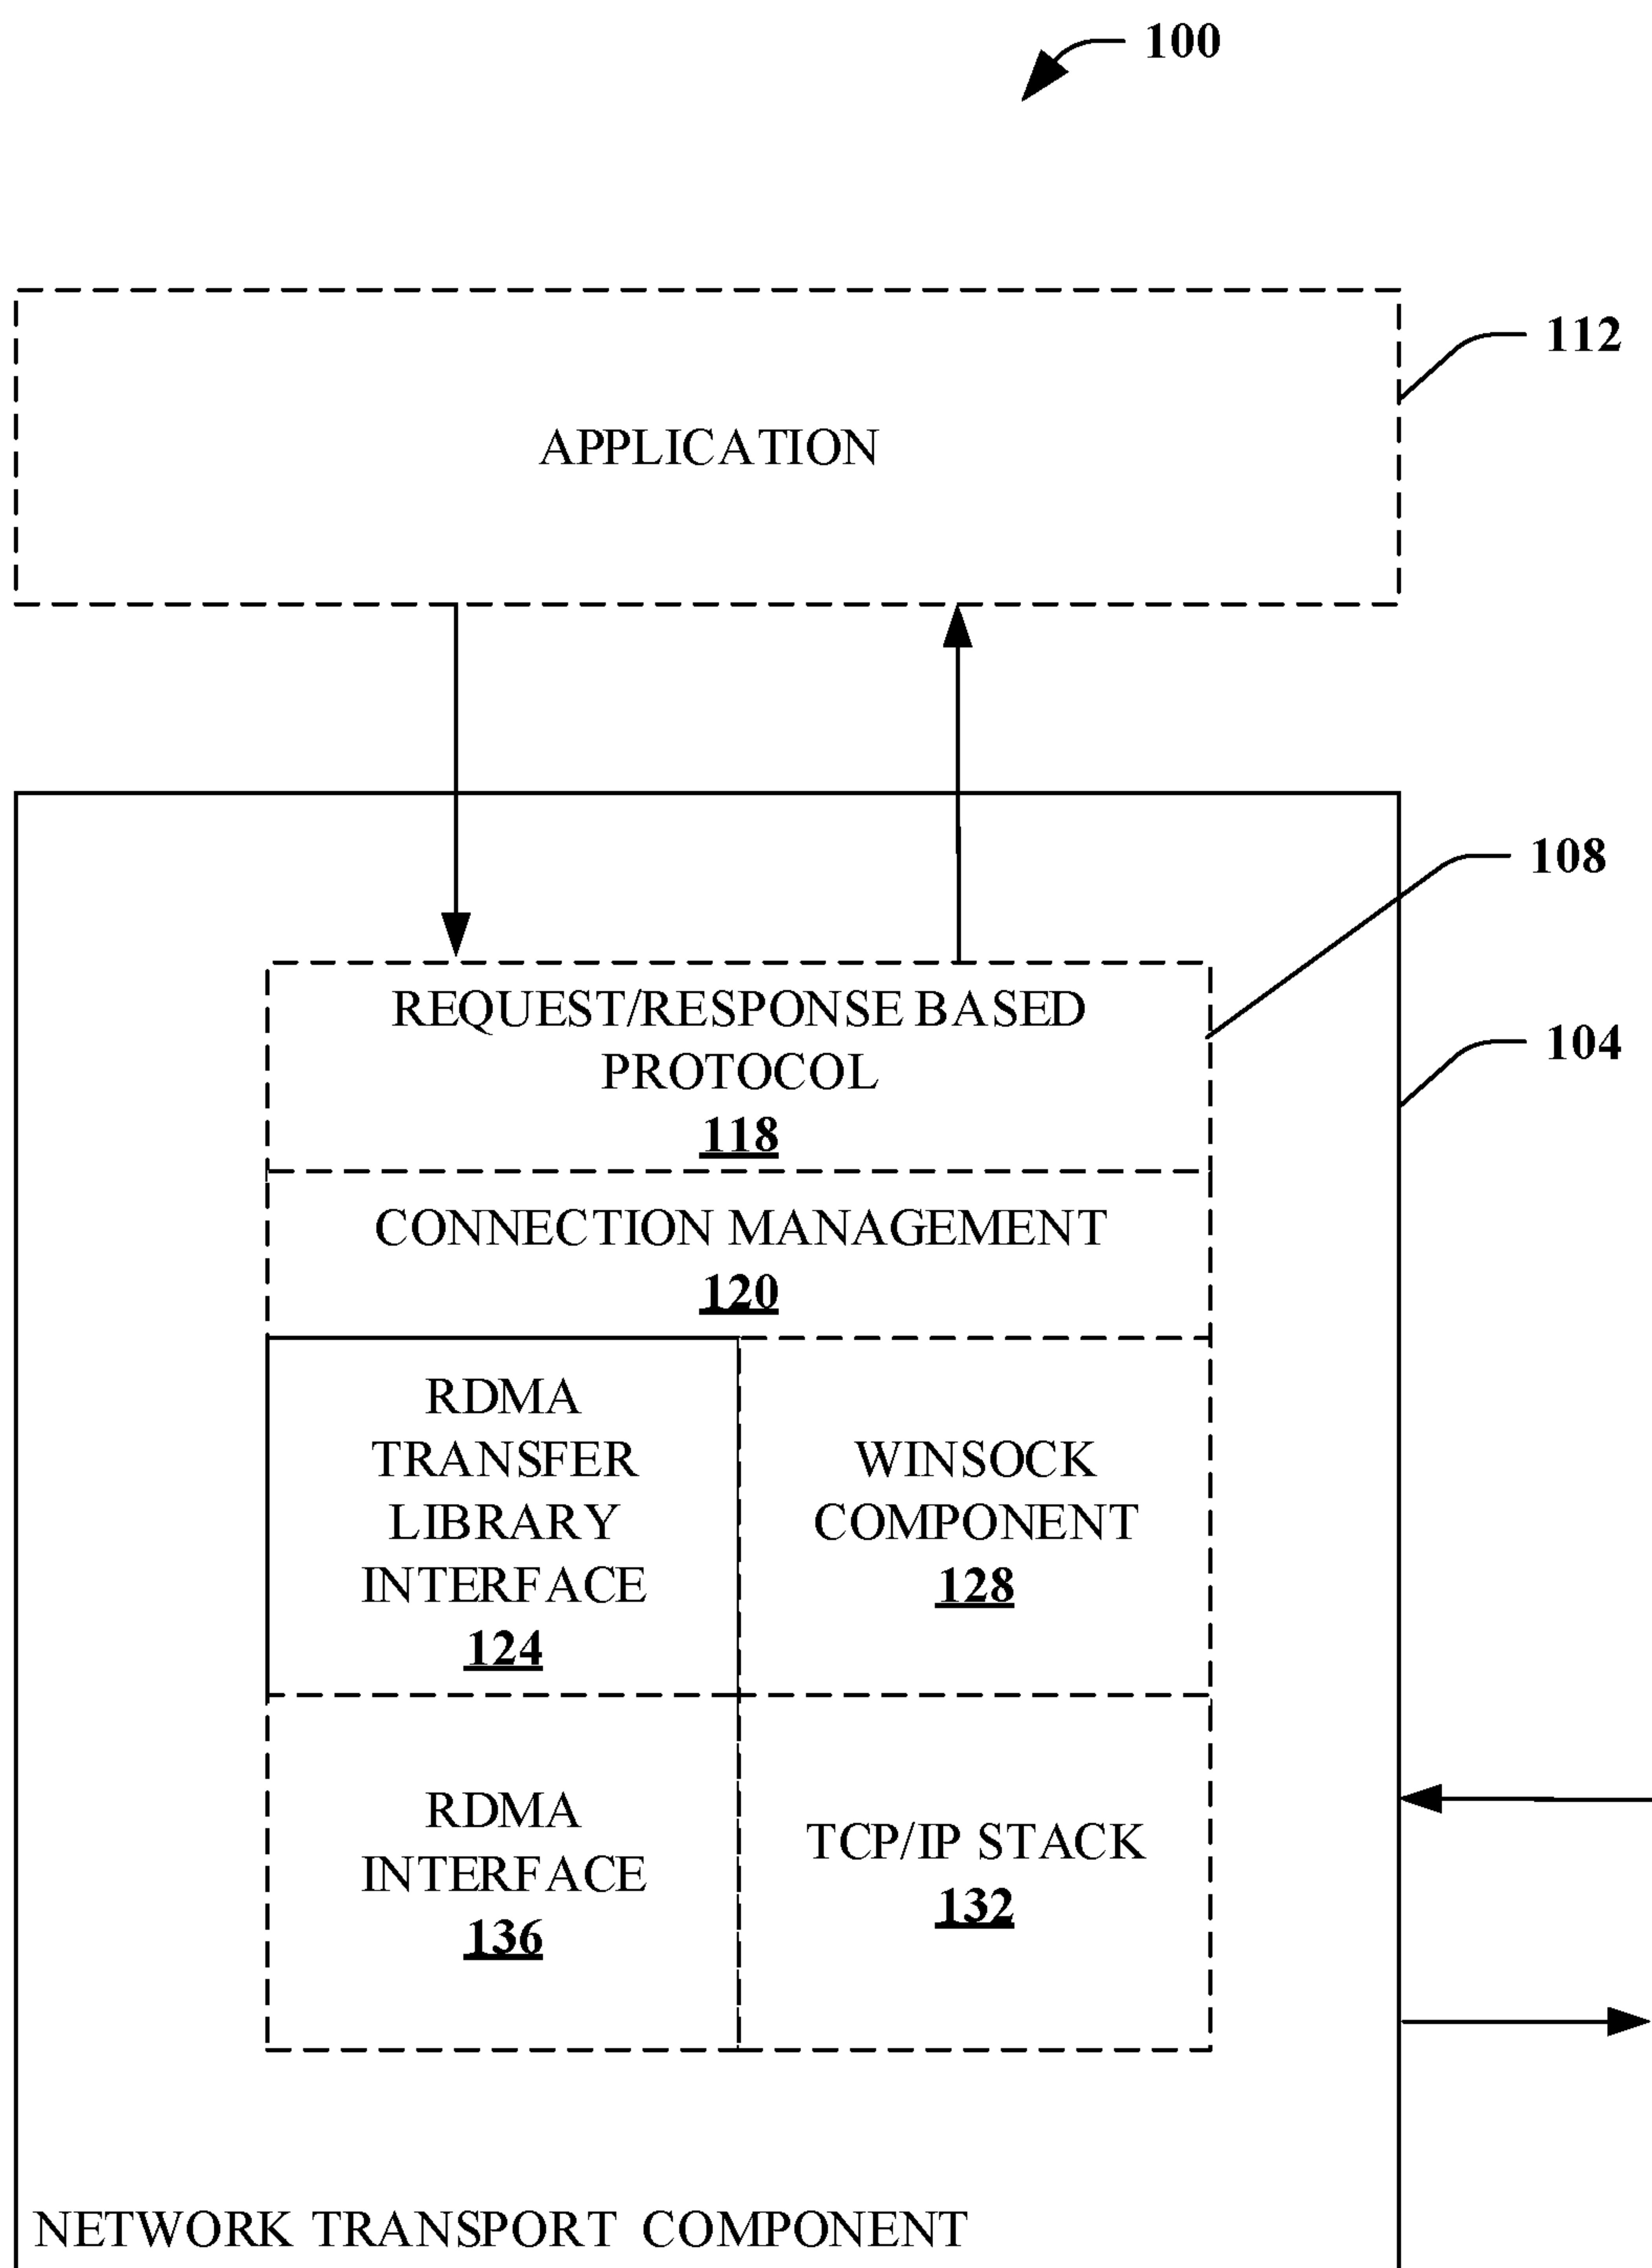 100
112
APPLICATION
108
REQUEST/RESPONSE BASED
PROTOCOL
118
104
CONNECTION MANAGEMENT
120
RDMA
TRANSFER
LIBRARY
INTERFACE
124
WINSOCK
COMPONENT
128
RDMA
INTERFACE
136
TCP/IP STACK
132
NETWORK TRANSPORT COMPONENT